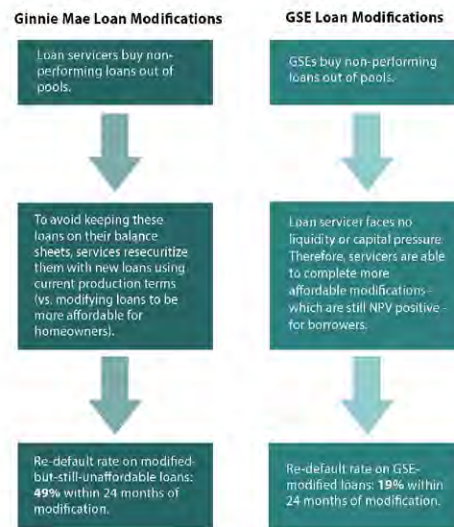 Ginnie Mae Loan Modifications
Loan servicers buy non-
performing loans out of
pools.
To avoid keeping these
loans on their balance
sheets, services resecuritize
them with new loans using
current production terms
(vs. modifying loans to be
more affordable for
homeowners).
Re-default rate on modified-
but-still-unaffordable loans:
49% within 24 months of
modification.
GSE Loan Modifications
GSEs buy non-performing
loans out of pools.
Loan servicer faces no
liquidity or capital pressure.
Therefore, servicers are able
to complete more
affordable modifications -
which are still NPV positive -
for borrowers.
Re-default rate on GSE-
modified loans: 19% within
24 months of modification.